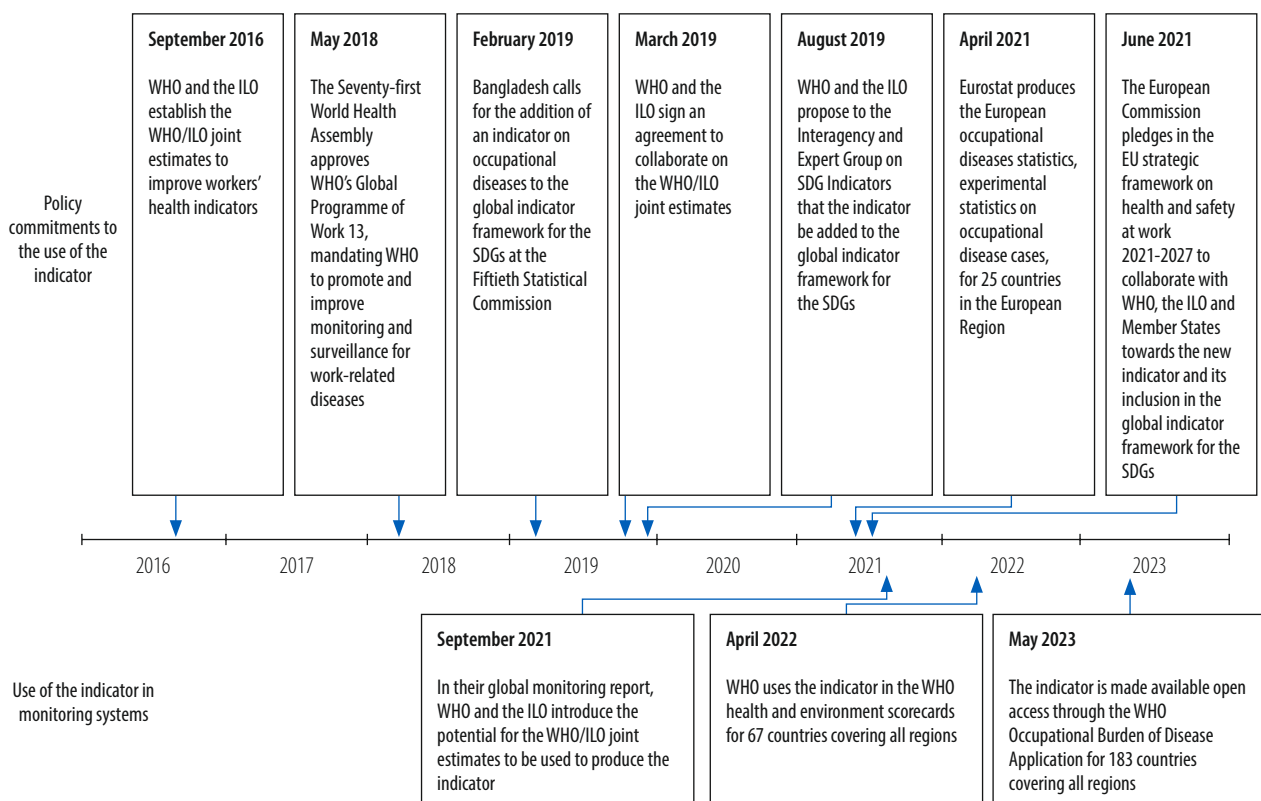 September 2016
WHO and the ILO
establish the
WHO/ILO joint
estimates to
improve workers'
health indicators
May 2018
The Seventy-first
World Health
Assembly
approves
WHO's Global
Programme of
Work 13,
mandating WHO
to promote and
improve
monitoring and
surveillance for
work-related
diseases
February 2019
Bangladesh calls
for the addition of
an indicator on
occupational
diseases to the
global indicator
framework for the
SDGs at the
Fiftieth Statistical
Commission
March 2019
WHO and the
ILO sign an
agreement to
collaborate on
the WHO/ILO
joint estimates
August 2019
WHO and the ILO
propose to the
Interagency and
Expert Group on
SDG Indicators
that the indicator
be added to the
global indicator
framework for
the SDGs
April 2021
Eurostat produces
the European
occupational
diseases statistics,
experimental
statistics on
occupational
disease cases,
for 25 countries
in the European
Region
June 2021
The European
Commission
pledges in the
EU strategic
framework on
health and safety
at work
2021-2027 to
collaborate with
WHO, the ILO and
Member States
towards the new
indicator and its
inclusion in the
global indicator
framework for the
SDGs
Policy
commitments to
the use of the
indicator
2016
2017
2018
2019
2020
2021
2022
2023
Use of the indicator in
monitoring systems
September 2021
In their global monitoring report,
WHO and the ILO introduce the
potential for the WHO/ILO joint
estimates to be used to produce the
indicator
April 2022
WHO uses the indicator in the WHO
health and environment scorecards
for 67 countries covering all regions
May 2023
The indicator is made available open
access through the WHO
Occupational Burden of Disease
Application for 183 countries
covering all regions